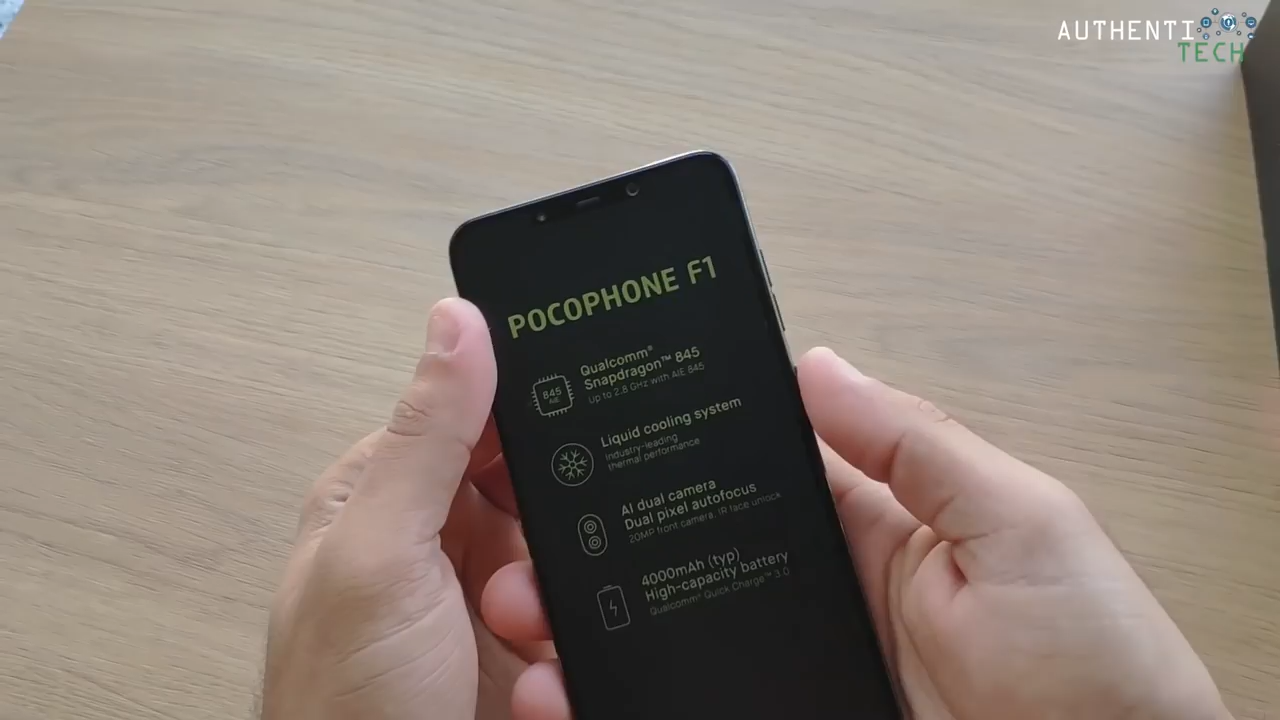 AUTHENTI
TECH
POCOPHONE F1
845
AIE
Qualcomm®
Snapdragon™ 845
Up to 2.8 GHz with AIE 845
Liquid cooling system
Industry-leading
thermal performance
AI dual camera
Dual pixel autofocus
20MP front camera, IR face unlock
4000mAh (typ)
High-capacity battery
Qualcomm® Quick Charge™ 3.0